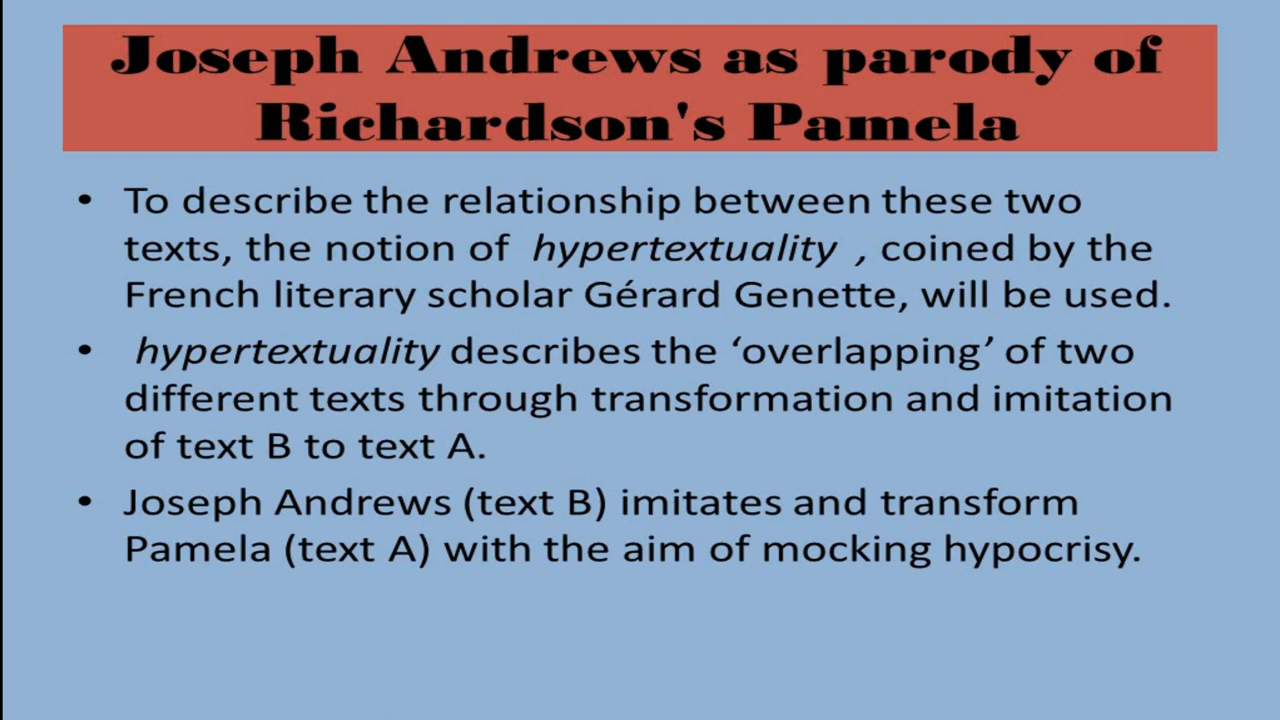 Joseph Andrews as parody of
Richardson's Pamela
• To describe the relationship between these two
texts, the notion of hypertextuality , coined by the
French literary scholar Gérard Genette, will be used.
• hypertextuality describes the ‘overlapping’ of two
different texts through transformation and imitation
of text B to text A.
• Joseph Andrews (text B) imitates and transform
Pamela (text A) with the aim of mocking hypocrisy.